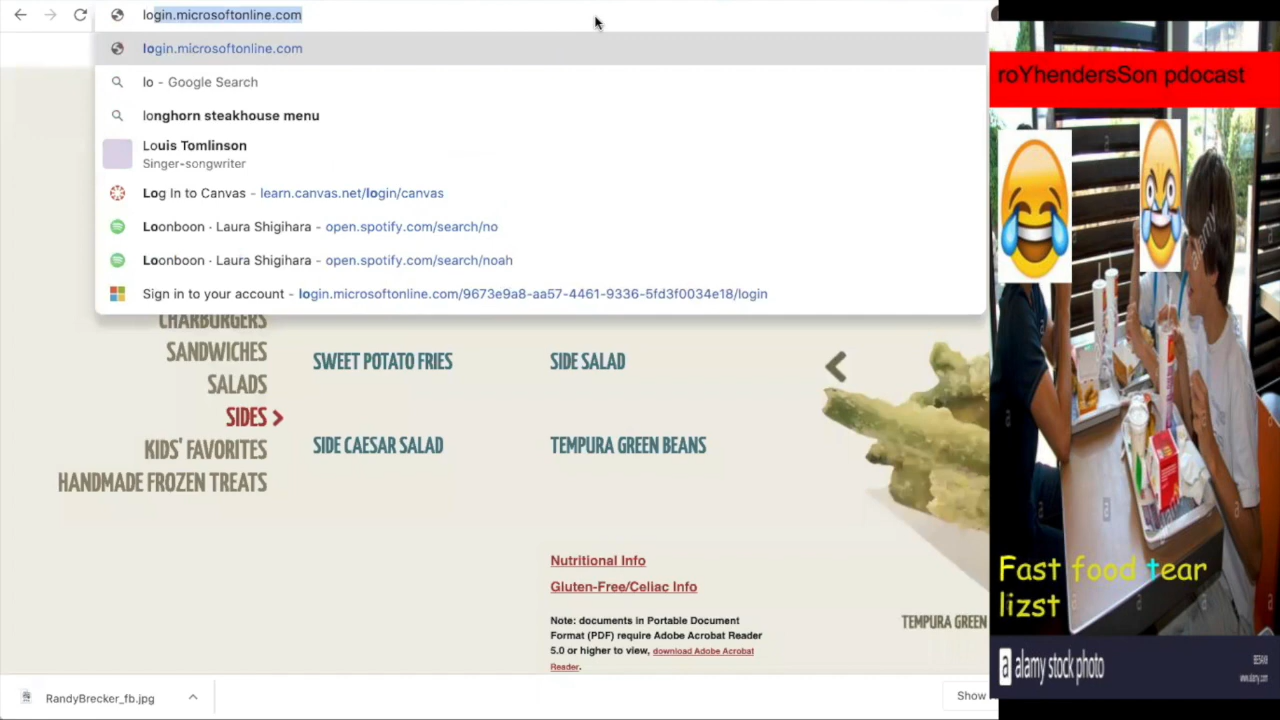 login.microsoftonline.com
login.microsoftonline.com
lo - Google Search
longhorn steakhouse menu
Louis Tomlinson
Singer-songwriter
Log In to Canvas - learn.canvas.net/login/canvas
Loonboon · Laura Shigihara - open.spotify.com/search/no
Loonboon · Laura Shigihara - open.spotify.com/search/noah
Sign in to your account - login.microsoftonline.com/9673e9a8-aa57-4461-9336-5fd3f0034e18/login
CHARBURGERS
SANDWICHES
SALADS
SIDES >
KIDS' FAVORITES
HANDMADE FROZEN TREATS
SWEET POTATO FRIES
SIDE SALAD
SIDE CAESAR SALAD
TEMPURA GREEN BEANS
Nutritional Info
Gluten-Free/Celiac Info
Note: documents in Portable Document
Format (PDF) require Adobe Acrobat Reader
5.0 or higher to view, download Adobe Acrobat
Reader.
TEMPURA GREEN
RandyBrecker_fb.jpg
Show
roYhendersSon pdocast
alamy
Fast food tear
lizst
a alamy stock photo
www.alamy.com